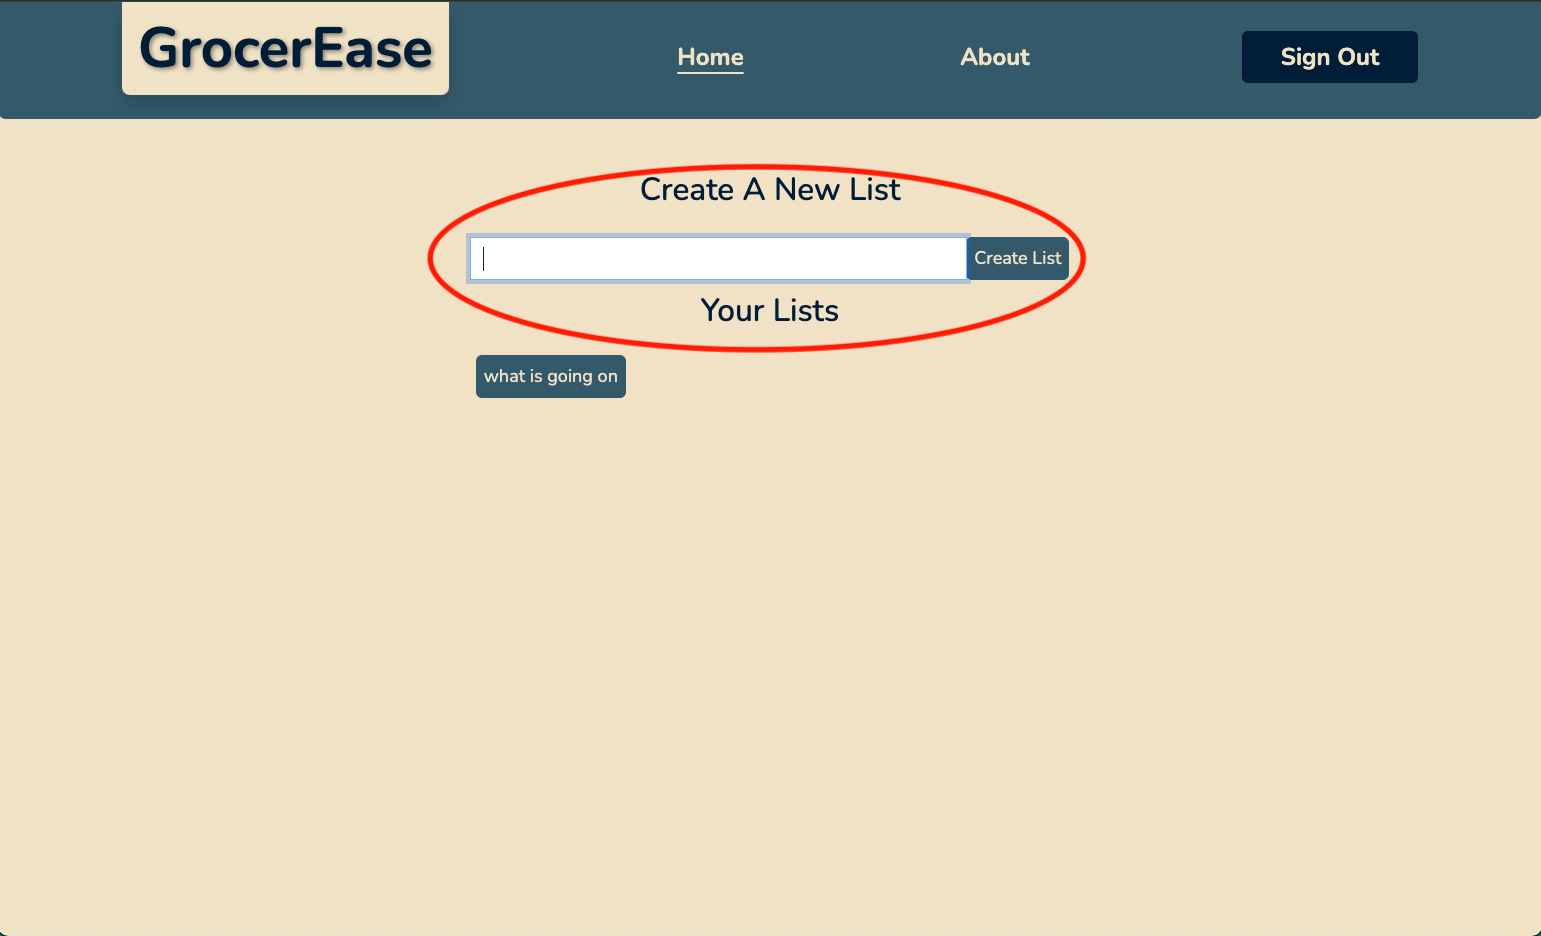 GrocerEase
Home
About
Sign Out
Create A New List
Create List
Your Lists
what is going on